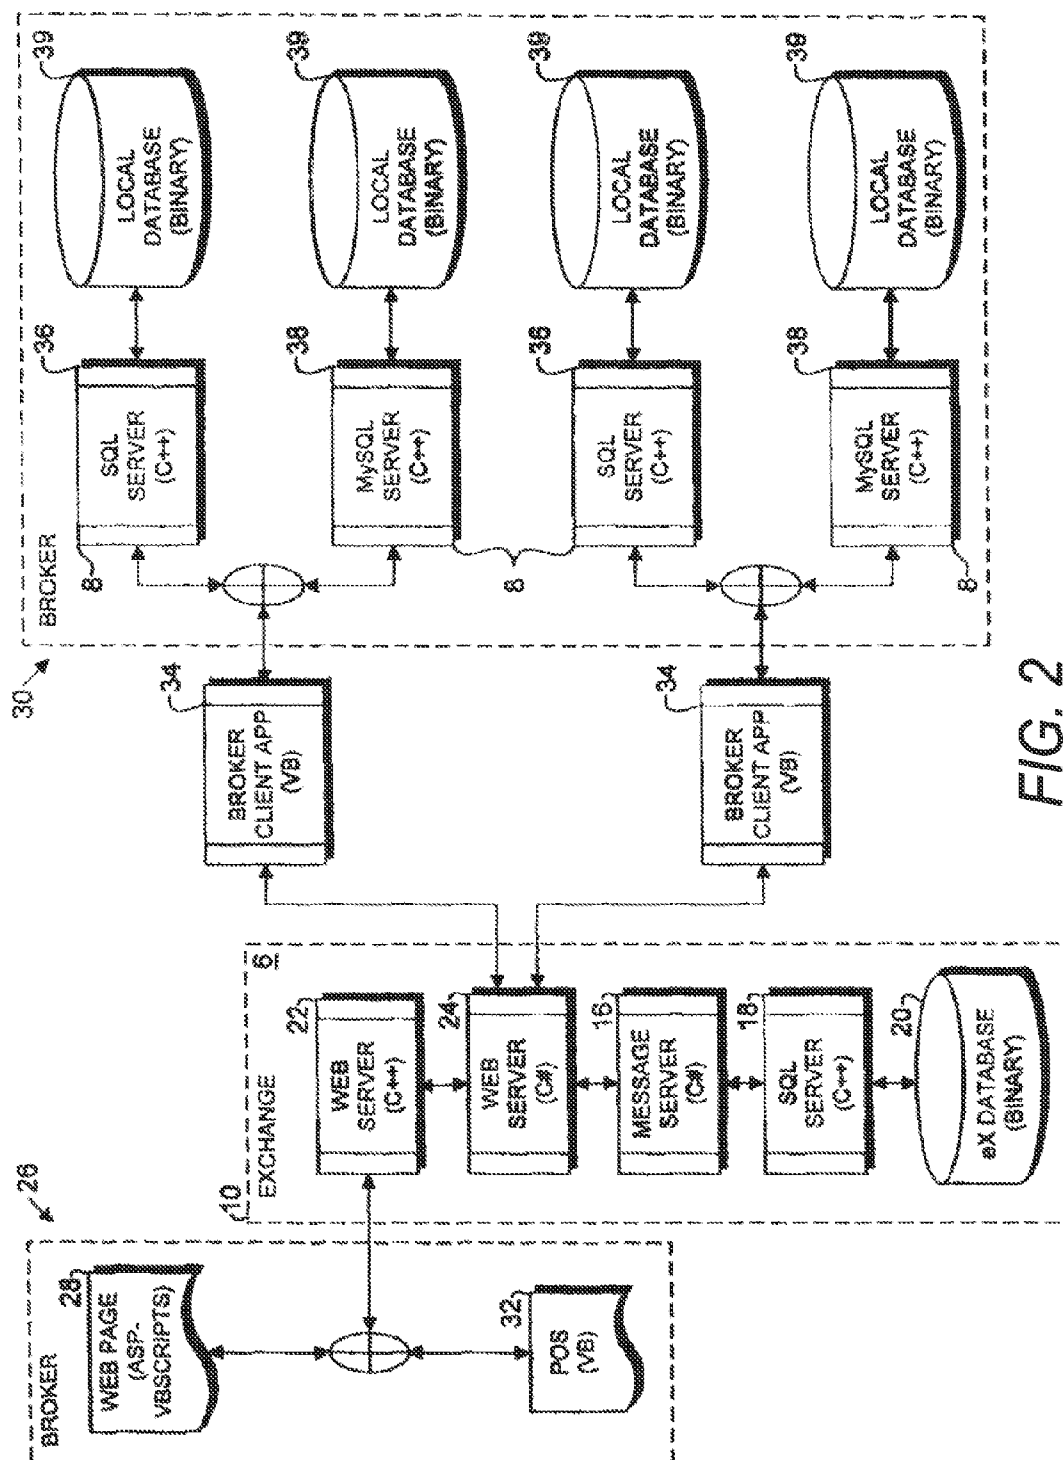 26
BROKER
28
WEB PAGE
(ASP-
VBSCRIPTS)
32
POS
(VB)
10
EXCHANGE
6
22
WEB
SERVER
(C++)
24
WEB
SERVER
(C#)
16
MESSAGE
SERVER
(C#)
18
SQL
SERVER
(C++)
20
eX DATABASE
(BINARY)
34
BROKER
CLIENT APP
(VB)
34
BROKER
CLIENT APP
(VB)
30
BROKER
8
36
SQL
SERVER
(C++)
39
LOCAL
DATABASE
(BINARY)
38
MySQL
SERVER
(C++)
39
LOCAL
DATABASE
(BINARY)
8
36
SQL
SERVER
(C++)
39
LOCAL
DATABASE
(BINARY)
8
38
MySQL
SERVER
(C++)
39
LOCAL
DATABASE
(BINARY)
FIG. 2